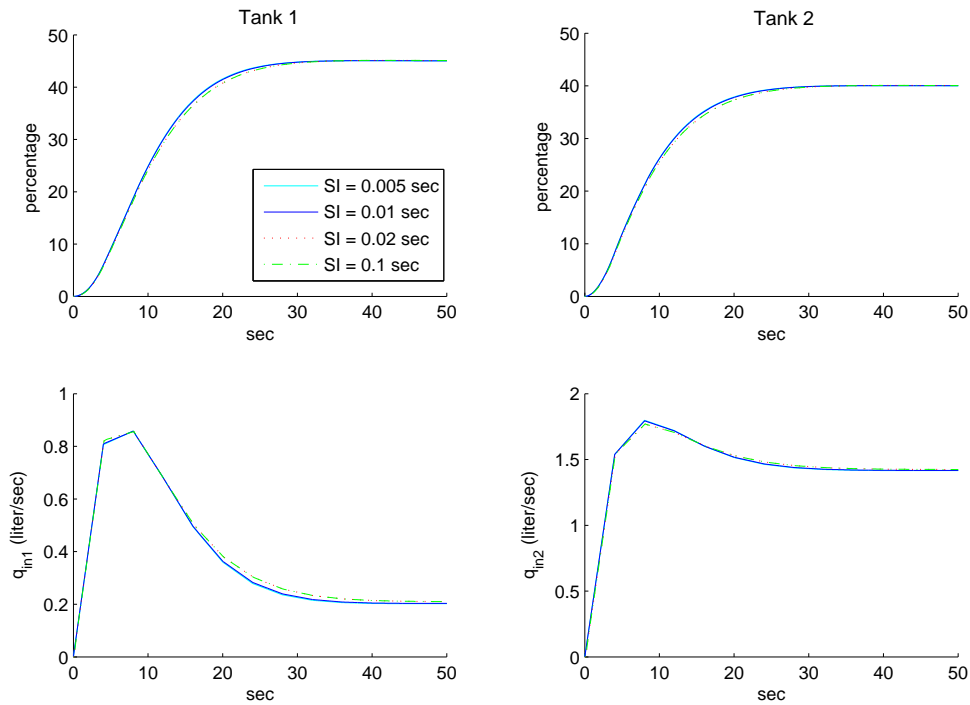 Tank 1
percentage
50
40
30
20
10
0
0 10 20 30 40 50
sec
SI = 0.005 sec
SI = 0.01 sec
SI = 0.02 sec
SI = 0.1 sec
Tank 2
percentage
50
40
30
20
10
0
0 10 20 30 40 50
sec
q_in1 (liter/sec)
1
0.8
0.6
0.4
0.2
0
0 10 20 30 40 50
sec
q_in2 (liter/sec)
2
1.5
1
0.5
0
0 10 20 30 40 50
sec